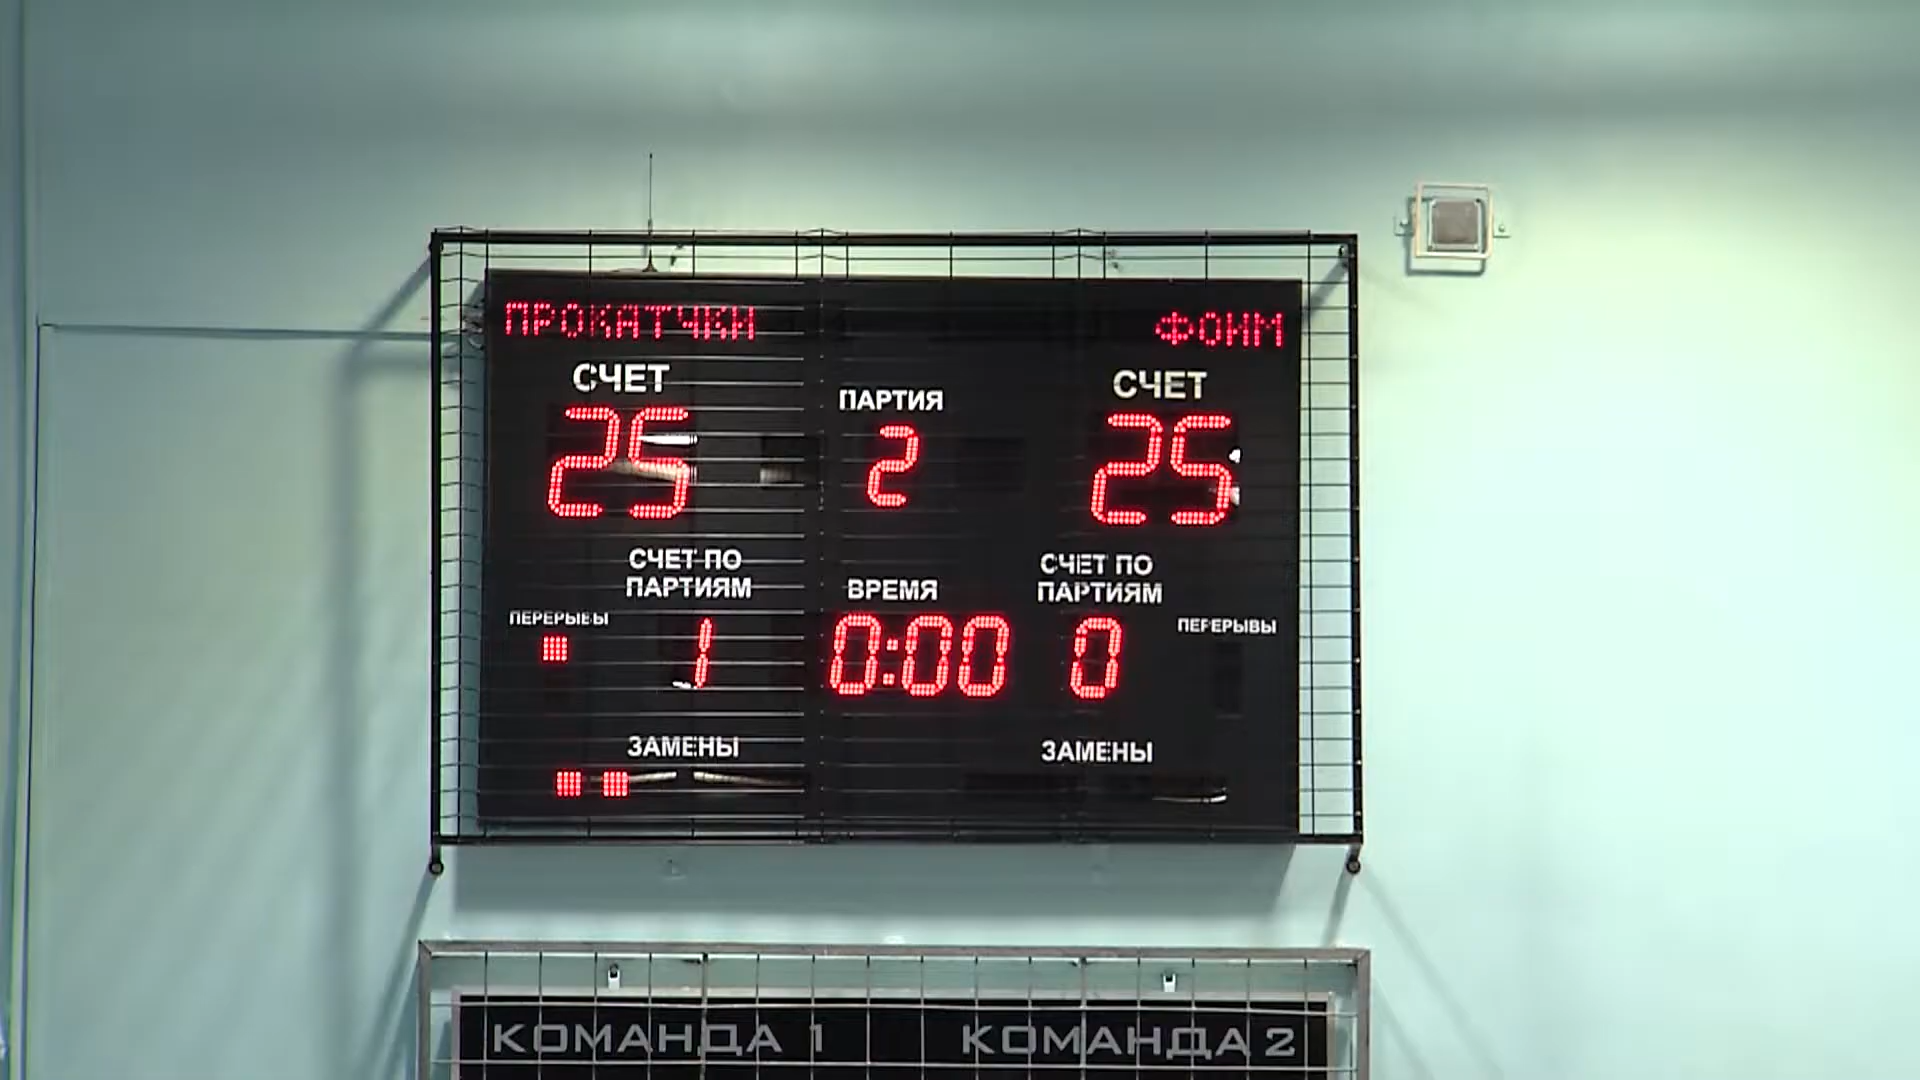 ПРОКАТЧКИ ФОИМ
СЧЕТ СЧЕТ
ПАРТИЯ
25 2 25
СЧЕТ ПО ПАРТИЯМ СЧЕТ ПО ПАРТИЯМ
ВРЕМЯ
ПЕРЕРЫВЫ ПЕРЕРЫВЫ
1 0:00 0
ЗАМЕНЫ ЗАМЕНЫ
КОМАНДА 1 КОМАНДА 2